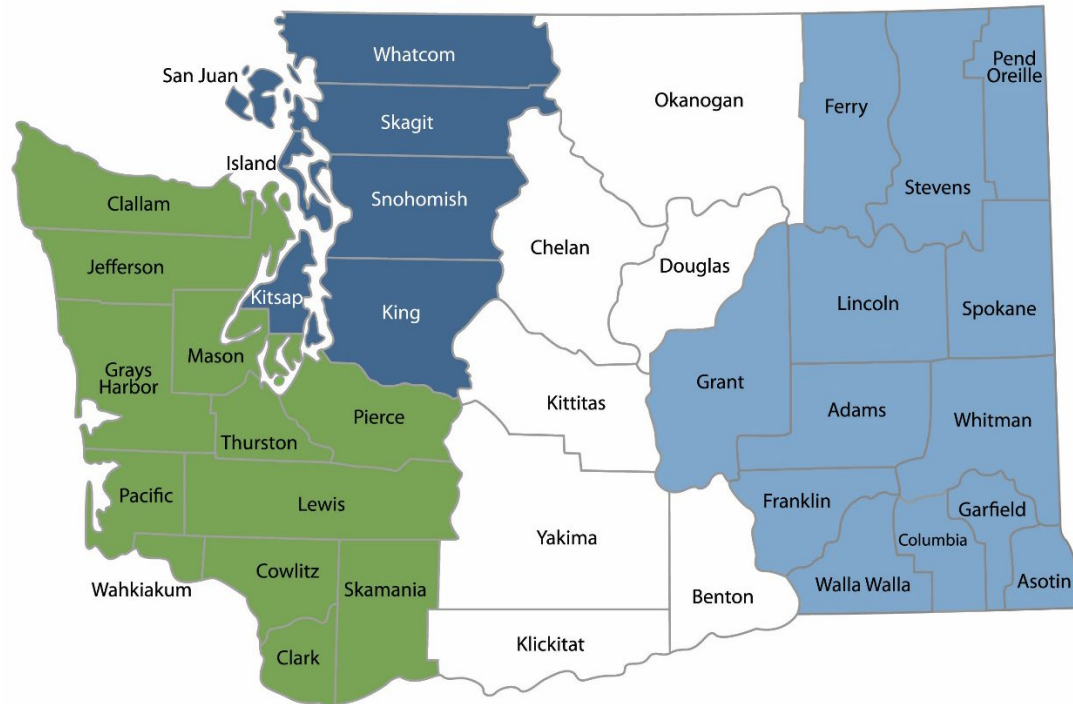 Whatcom
San Juan
Skagit
Island
Snohomish
Okanogan
Ferry
Pend
Oreille
Stevens
Clallam
Jefferson
Chelan
Douglas
Kitsap
King
Lincoln
Spokane
Mason
Grays
Harbor
Grant
Kittitas
Adams
Pierce
Whitman
Thurston
Pacific
Lewis
Franklin
Garfield
Yakima
Columbia
Cowlitz
Skamania
Wahkiakum
Walla Walla
Asotin
Benton
Klickitat
Clark